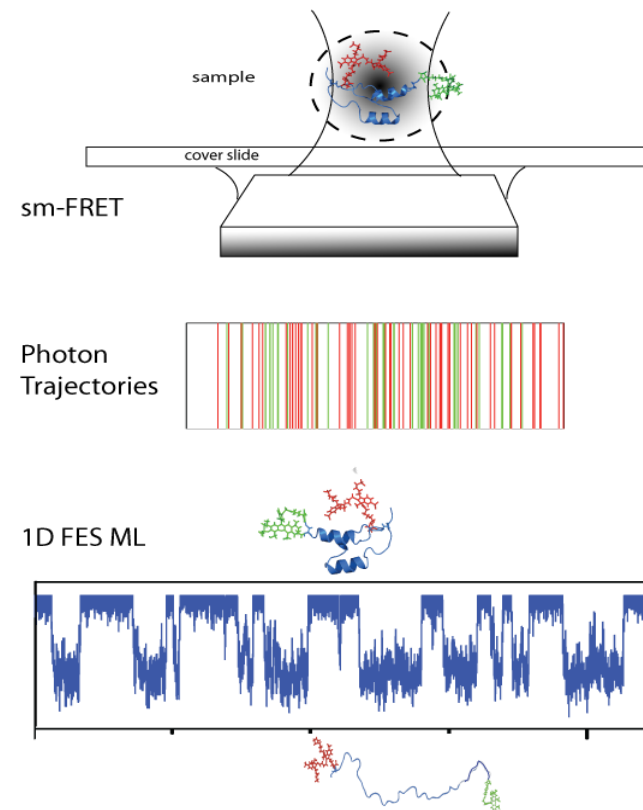 sample
cover slide
sm-FRET
Photon
Trajectories
1D FES ML